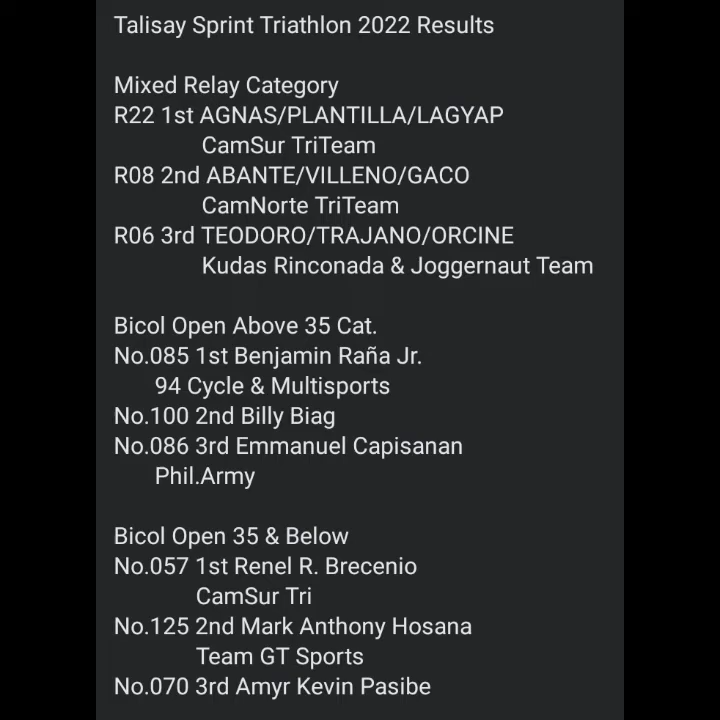 Talisay Sprint Triathlon 2022 Results
Mixed Relay Category
R22 1st AGNAS/PLANTILLA/LAGYAP
CamSur TriTeam
R08 2nd ABANTE/VILLENO/GACO
CamNorte TriTeam
R06 3rd TEODORO/TRAJANO/ORCINE
Kudas Rinconada & Joggernaut Team
Bicol Open Above 35 Cat.
No.085 1st Benjamin Raña Jr.
94 Cycle & Multisports
No.100 2nd Billy Biag
No.086 3rd Emmanuel Capisanan
Phil.Army
Bicol Open 35 & Below
No.057 1st Renel R. Brecenio
CamSur Tri
No.125 2nd Mark Anthony Hosana
Team GT Sports
No.070 3rd Amyr Kevin Pasibe